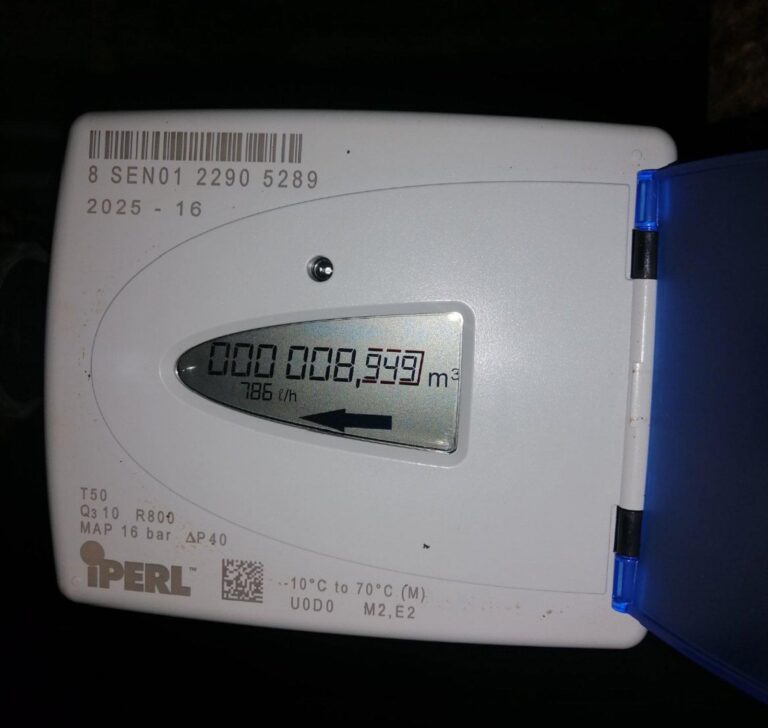 8 SEN01 2290 5289
2025 - 16
000 008,949 m³
786 ℓ/h
T50
Q₃ 10 R800
MAP 16 bar ΔP40
iPERL™
-10°C to 70°C (M)
U0D0 M2,E2